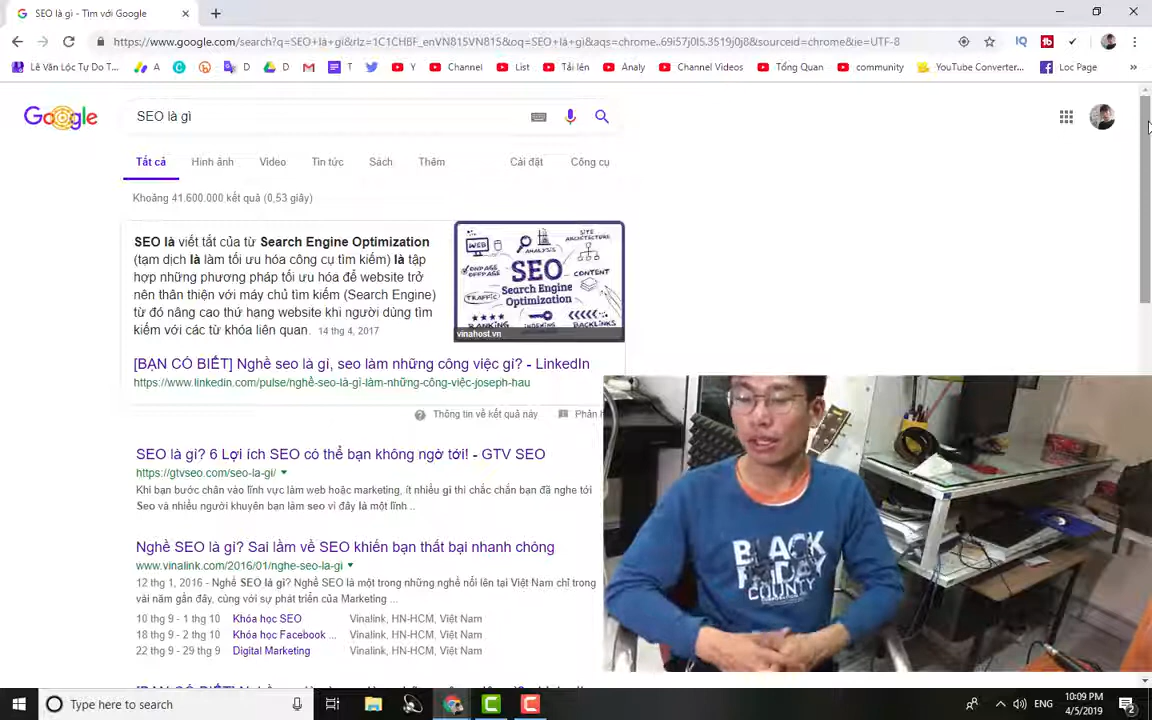 SEO là gì - Tìm với Google
https://www.google.com/search?q=SEO+là+gì&rlz=1C1CHBF_enVN815VN815&oq=SEO+là+gì&aqs=chrome..69i57j0l5.3519j0j8&sourceid=chrome&ie=UTF-8
Lê Văn Lộc Tự Do T... A D D T Y Channel List Tải lên Analy Channel Videos Tổng Quan community YouTube Converter... Loc Page »
Google SEO là gì
Tất cả Hình ảnh Video Tin tức Sách Thêm Cài đặt Công cụ
Khoảng 41.600.000 kết quả (0,53 giây)
SEO là viết tắt của từ Search Engine Optimization
(tạm dịch là làm tối ưu hóa công cụ tìm kiếm) là tập
hợp những phương pháp tối ưu hóa để website trở
nên thân thiện với máy chủ tìm kiếm (Search Engine)
từ đó nâng cao thứ hạng website khi người dùng tìm
kiếm với các từ khóa liên quan. 14 thg 4, 2017
WEB
ANALYSIS
SITE
ARCHITECTURE
ONPAGE
OFFPAGE
SEO
CONTENT
Search Engine
TRAFFIC
Optimization
RANKING INDEXING BACKLINKS
vinahost.vn
[BẠN CÓ BIẾT] Nghề seo là gì, seo làm những công việc gì? - LinkedIn
https://www.linkedin.com/pulse/nghề-seo-là-gì-làm-những-công-việc-joseph-hau
Thông tin về kết quả này Phản
SEO là gì? 6 Lợi ích SEO có thể bạn không ngờ tới! - GTV SEO
https://gtvseo.com/seo-la-gi/
Khi bạn bước chân vào lĩnh vực làm web hoặc marketing, ít nhiều gì thì chắc chắn bạn đã nghe tới
Seo và nhiều người khuyên bạn làm seo vì đây là một lĩnh ...
Nghề SEO là gì? Sai lầm về SEO khiến bạn thất bại nhanh chóng
www.vinalink.com/2016/01/nghe-seo-la-gi
12 thg 1, 2016 - Nghề SEO là gì? Nghề SEO là một trong những nghề nổi lên tại Việt Nam chỉ trong
vài năm gần đây, cùng với sự phát triển của Marketing ...
10 thg 9 - 1 thg 10 Khóa học SEO Vinalink, HN-HCM, Việt Nam
18 thg 9 - 2 thg 10 Khóa học Facebook ... Vinalink, HN-HCM, Việt Nam
22 thg 9 - 29 thg 9 Digital Marketing Vinalink, HN-HCM, Việt Nam
BLACK
FRIDAY
COUNTY
Type here to search
ENG
10:09 PM
4/5/2019
2